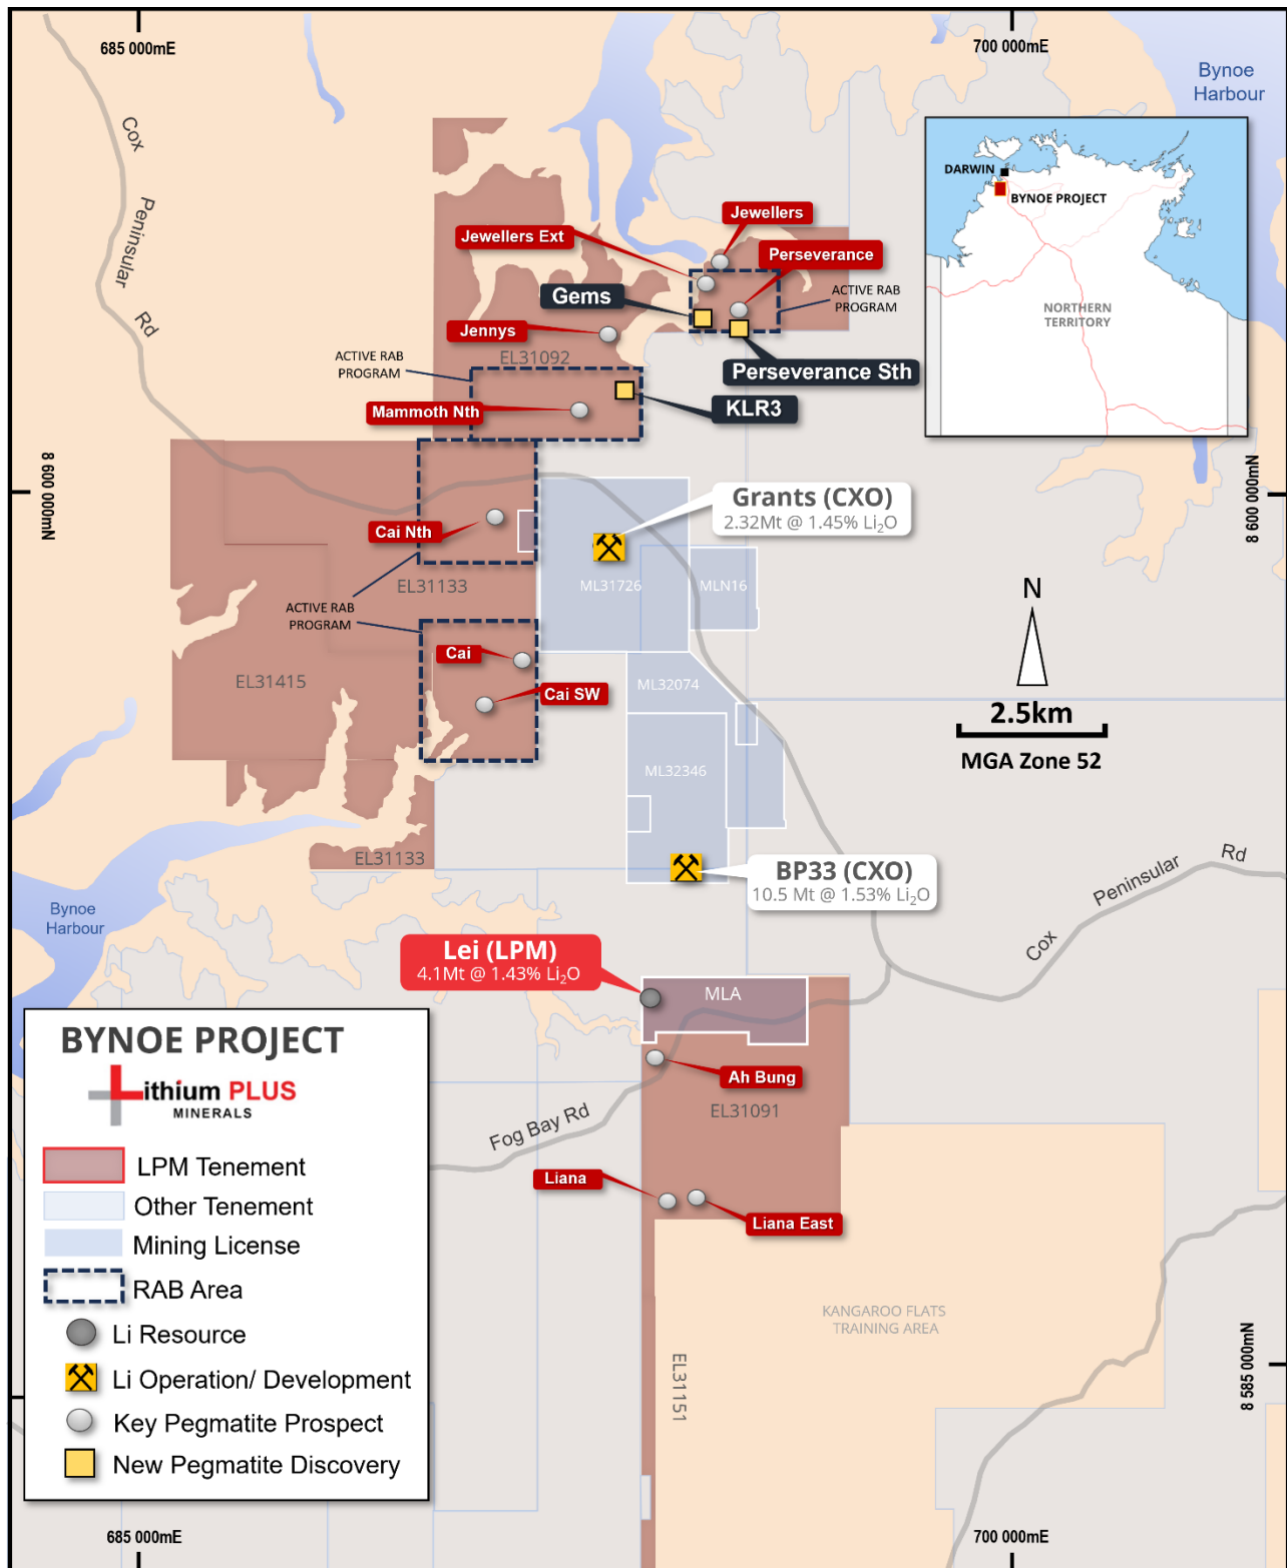 685 000mE
700 000mE
Bynoe
Harbour
Cox
Peninsular
Rd
DARWIN
BYNOE PROJECT
NORTHERN
TERRITORY
Jewellers
Jewellers Ext
Perseverance
Gems
ACTIVE RAB
PROGRAM
Jennys
EL31092
Perseverance Sth
ACTIVE RAB
PROGRAM
KLR3
Mammoth Nth
8 600 000mN
8 600 000mN
Grants (CXO)
2.32Mt @ 1.45% Li₂O
Cai Nth
ML31726
MLN16
EL31133
ACTIVE RAB
PROGRAM
N
Cai
EL31415
ML32074
Cai SW
2.5km
MGA Zone 52
ML32346
EL31133
BP33 (CXO)
10.5 Mt @ 1.53% Li₂O
Peninsular
Rd
Cox
Bynoe
Harbour
Lei (LPM)
4.1Mt @ 1.43% Li₂O
MLA
Ah Bung
EL31091
Fog Bay Rd
Liana
Liana East
KANGAROO FLATS
TRAINING AREA
EL31151
8 585 000mN
BYNOE PROJECT
Lithium PLUS
MINERALS
LPM Tenement
Other Tenement
Mining License
RAB Area
Li Resource
Li Operation/ Development
Key Pegmatite Prospect
New Pegmatite Discovery
685 000mE
700 000mE